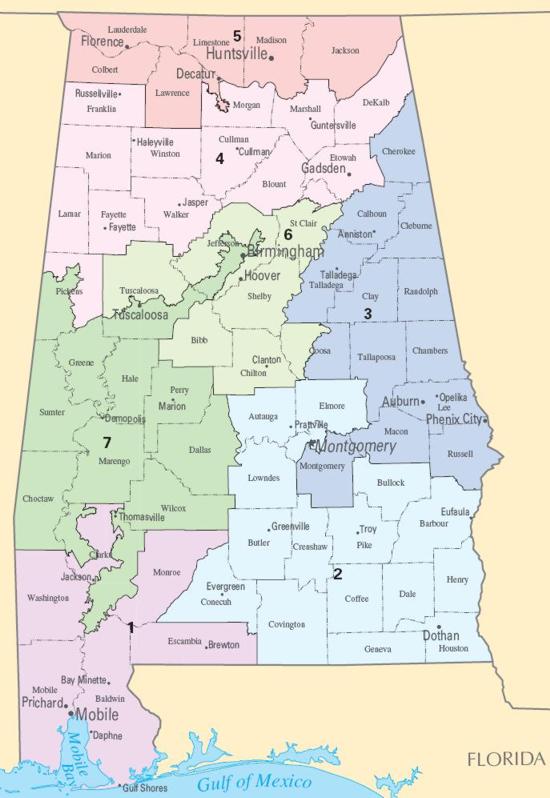 Lauderdale
Florence
Limestone
5
Madison
Huntsville
Jackson
Colbert
Decatur
Russellville
Franklin
Lawrence
Morgan
Marshall
DeKalb
Guntersville
Haleyville
Winston
Marion
Cullman
Cullman
4
Etowah
Gadsden
Cherokee
Blount
Jasper
Walker
Lamar
Fayette
Fayette
St Clair
6
Calhoun
Anniston
Cleburne
Jefferson
Birmingham
Hoover
Talladega
Talladega
Pickens
Tuscaloosa
Tuscaloosa
Shelby
Clay
Randolph
3
Bibb
Clanton
Chilton
Coosa
Tallapoosa
Chambers
Greene
Hale
Perry
Marion
Sumter
Demopolis
Autauga
Elmore
Prattville
Auburn
Opelika
Lee
Phenix City
Macon
7
Marengo
Dallas
Montgomery
Montgomery
Russell
Lowndes
Bullock
Choctaw
Wilcox
Thomasville
Greenville
Butler
Crenshaw
Troy
Pike
Eufaula
Barbour
Clarke
Jackson
Monroe
Washington
Evergreen
Conecuh
2
Coffee
Dale
Henry
Covington
1
Escambia
Brewton
Dothan
Geneva
Houston
Bay Minette
Mobile
Baldwin
Prichard
Mobile
Daphne
Mobile
Bay
Gulf Shores
Gulf of Mexico
FLORIDA